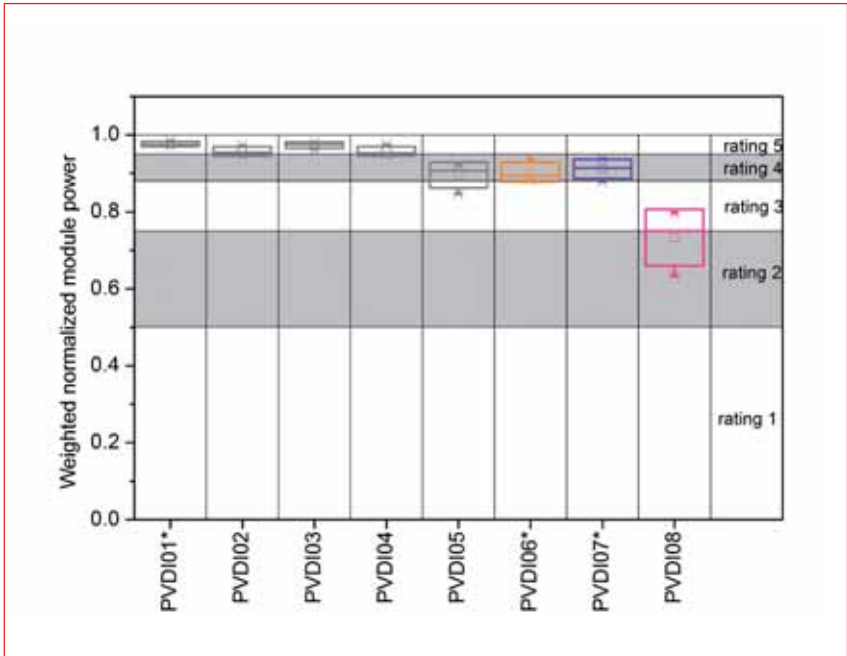 Weighted normalized module power
1.0
0.8
0.6
0.4
0.2
0.0
rating 5
rating 4
rating 3
rating 2
rating 1
PVDI01*
PVDI02
PVDI03
PVDI04
PVDI05
PVDI06*
PVDI07*
PVDI08